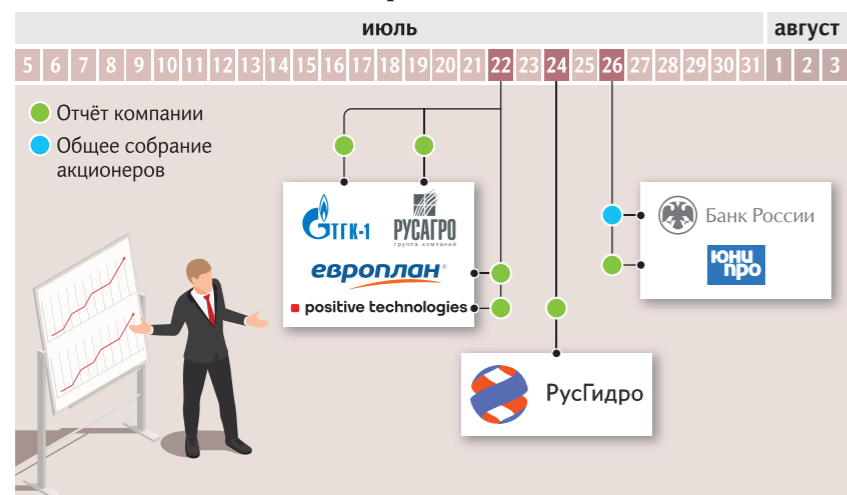 июль август
5 6 7 8 9 10 11 12 13 14 15 16 17 18 19 20 21 22 23 24 25 26 27 28 29 30 31 1 2 3
Отчёт компании
Общее собрание
акционеров
ТГК-1
РУСАГРО
группа компаний
европлан
positive technologies
РусГидро
Банк России
ЮНИ
ПРО